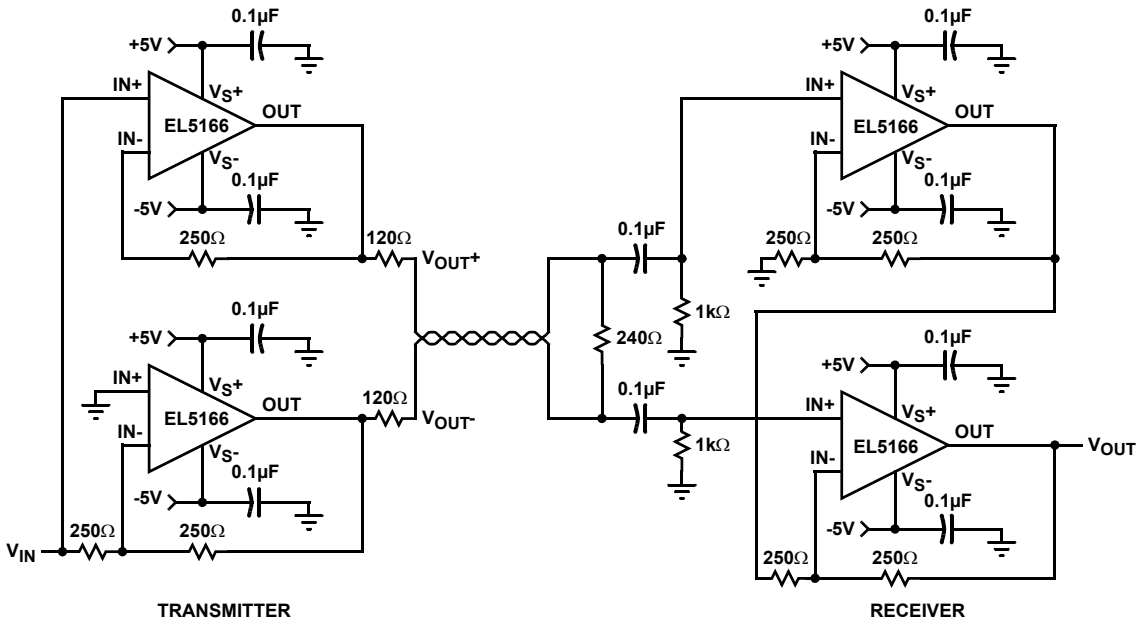 0.1µF
+5V
IN+
VS+
OUT
EL5166
IN-
VS-
0.1µF
-5V
250Ω
120Ω
VOUT+
0.1µF
+5V
IN+
VS+
OUT
EL5166
IN-
VS-
0.1µF
-5V
120Ω
VOUT-
250Ω
250Ω
VIN
TRANSMITTER
0.1µF
1kΩ
240Ω
0.1µF
1kΩ
0.1µF
+5V
IN+
VS+
OUT
EL5166
IN-
VS-
0.1µF
-5V
250Ω
250Ω
0.1µF
+5V
IN+
VS+
OUT
EL5166
IN-
VS-
0.1µF
-5V
VOUT
250Ω
250Ω
RECEIVER